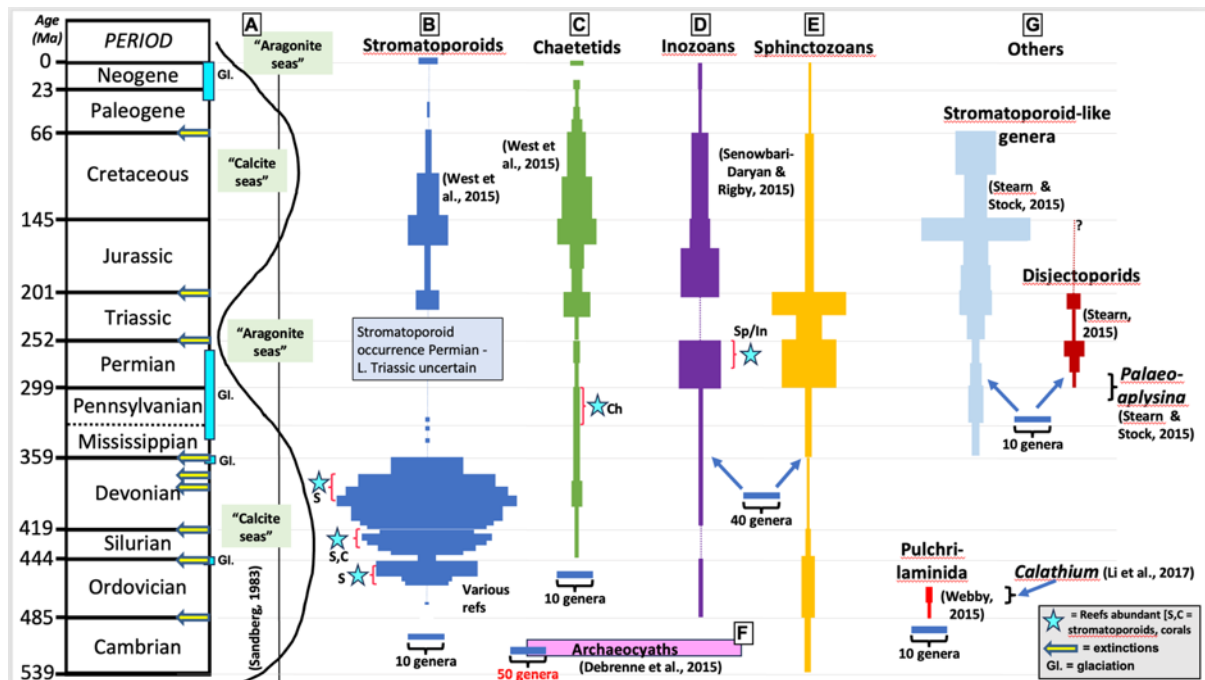 Age
(Ma)
PERIOD
0
Neogene
23
Paleogene
66
Cretaceous
145
Jurassic
201
Triassic
252
Permian
299
Pennsylvanian
Mississippian
359
Devonian
419
Silurian
444
Ordovician
485
Cambrian
539
Gl.
Gl.
Gl.
Gl.
A
"Aragonite
seas"
"Calcite
seas"
"Aragonite
seas"
"Calcite
seas"
(Sandberg, 1983)
B
Stromatoporoids
(West et
al., 2015)
Stromatoporoid
occurrence Permian -
L. Triassic uncertain
S
S,C
S
Various
refs
10 genera
C
Chaetetids
(West et
al., 2015)
Ch
10 genera
D
Inozoans
(Senowbari-
Daryan &
Rigby, 2015)
Sp/In
E
Sphinctozoans
40 genera
F
Archaeocyaths
(Debrenne et al., 2015)
50 genera
G
Others
Stromatoporoid-like
genera
(Stearn &
Stock, 2015)
?
Disjectoporids
(Stearn,
2015)
Palaeo-
aplysina
(Stearn &
Stock, 2015)
10 genera
Pulchri-
laminida
(Webby,
2015)
Calathium (Li et al., 2017)
10 genera
= Reefs abundant [S,C =
stromatoporoids, corals
= extinctions
Gl. = glaciation